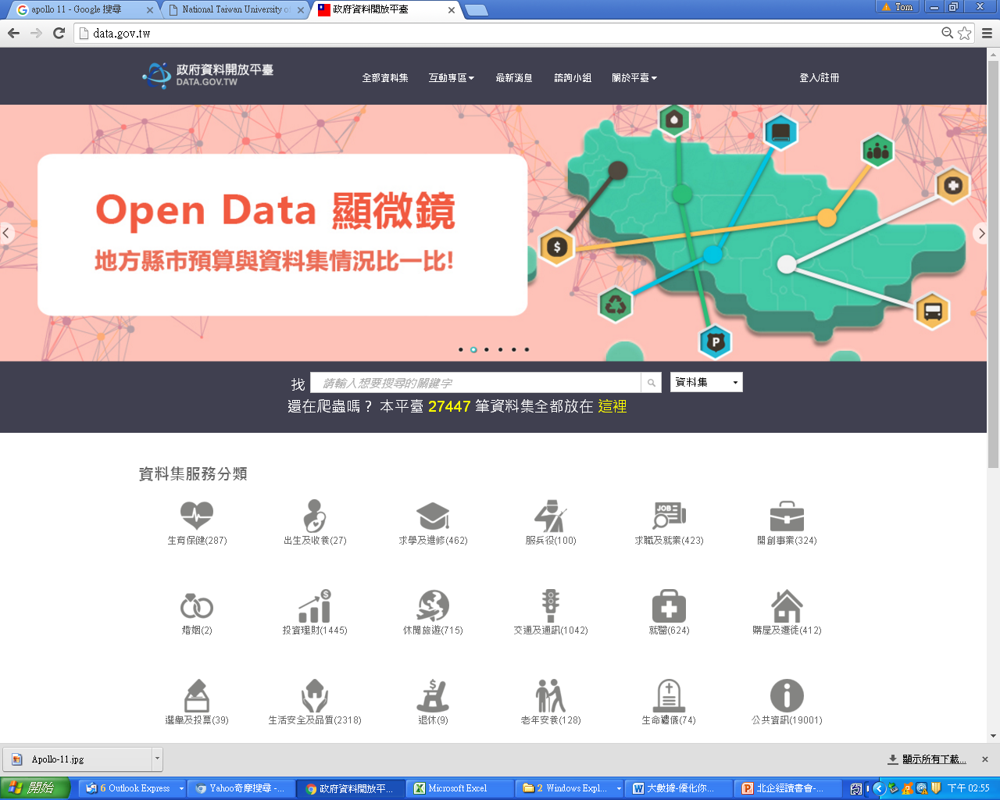 apollo 11 - Google 搜尋
National Taiwan University of
政府資料開放平臺
Tom
data.gov.tw
政府資料開放平臺
DATA.GOV.TW
全部資料集 互動專區 最新消息 諮詢小組 關於平臺 登入/註冊
Open Data 顯微鏡
地方縣市預算與資料集情況比一比!
$
P
找 請輸入想要搜尋的關鍵字 資料集
還在爬蟲嗎？ 本平臺 27447 筆資料集全都放在 這裡
資料集服務分類
JOB
生育保健(287) 出生及收養(27) 求學及進修(462) 服兵役(100) 求職及就業(423) 開創事業(324)
$
婚姻(2) 投資理財(1445) 休閒旅遊(715) 交通及通訊(1042) 就醫(624) 購屋及遷徙(412)
$
選舉及投票(39) 生活安全及品質(2318) 退休(9) 老年安養(128) 生命禮儀(74) 公共資訊(19001)
Apollo-11.jpg 顯示所有下載...
開始 6 Outlook Express Yahoo奇摩搜尋 -... 政府資料開放平... Microsoft Excel 2 Windows Expl... 大數據-優化你... 北企經讀書會-... 下午 02:55